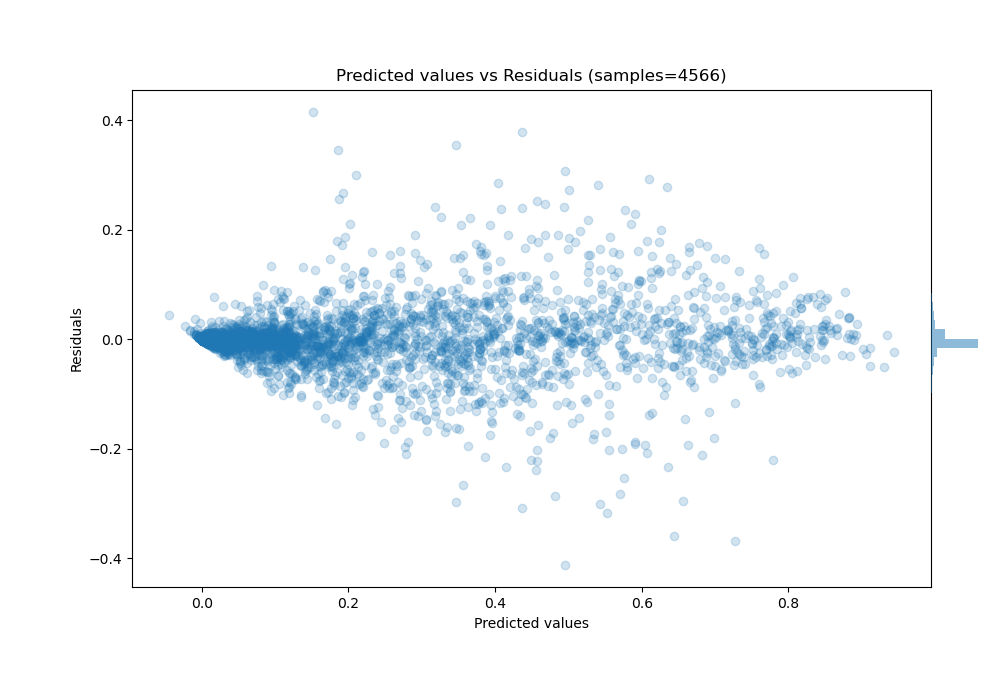 Predicted values vs Residuals (samples=4566)
0.4
0.2
0.0
−0.2
−0.4
Residuals
0.0 0.2 0.4 0.6 0.8
Predicted values